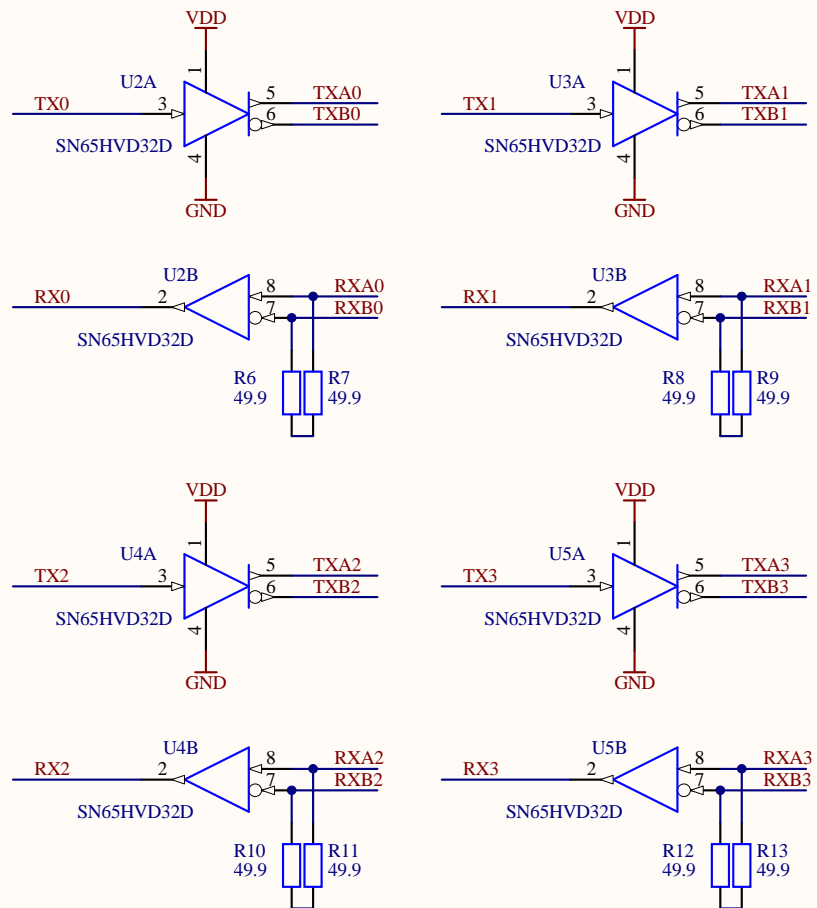 VDD
VDD
U2A
U3A
1
1
TX0
3
5
TXA0
6
TXB0
TX1
3
5
TXA1
6
TXB1
SN65HVD32D
4
SN65HVD32D
4
GND
GND
U2B
U3B
RX0
2
8
RXA0
7
RXB0
RX1
2
8
RXA1
7
RXB1
SN65HVD32D
SN65HVD32D
R6
49.9
R7
49.9
R8
49.9
R9
49.9
VDD
VDD
U4A
U5A
1
1
TX2
3
5
TXA2
6
TXB2
TX3
3
5
TXA3
6
TXB3
SN65HVD32D
4
SN65HVD32D
4
GND
GND
U4B
U5B
RX2
2
8
RXA2
7
RXB2
RX3
2
8
RXA3
7
RXB3
SN65HVD32D
SN65HVD32D
R10
49.9
R11
49.9
R12
49.9
R13
49.9